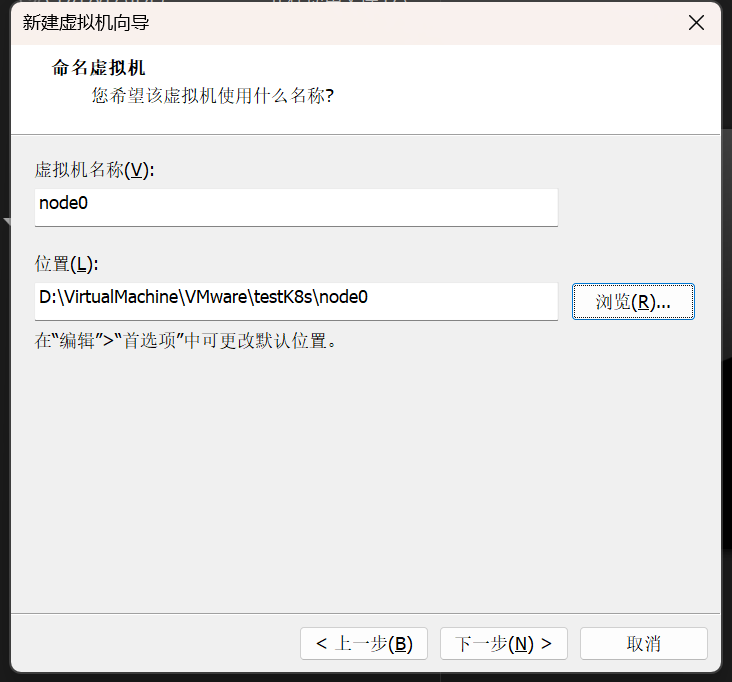 新建虚拟机向导
命名虚拟机
您希望该虚拟机使用什么名称?
虚拟机名称(V):
node0
位置(L):
D:\VirtualMachine\VMware\testK8s\node0
浏览(R)...
在“编辑”>“首选项”中可更改默认位置。
< 上一步(B)
下一步(N) >
取消